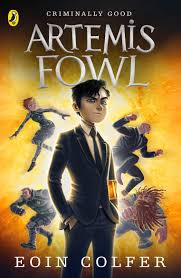 CRIMINALLY GOOD
ARTEMIS
FOWL
EOIN COLFER